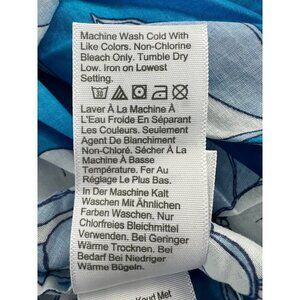 Machine Wash Cold With
Like Colors. Non-Chlorine
Bleach Only. Tumble Dry
Low. Iron on Lowest
Setting.
Laver À La Machine À
L'Eau Froide En Séparant
Les Couleurs. Seulement
Agent De Blanchiment
Non-Chloré. Sécher À La
Machine À Basse
Température. Fer Au
Réglage Le Plus Bas.
In Der Maschine Kalt
Waschen Mit Ähnlichen
Farben Waschen. Nur
Chlorfreies Bleichmittel
Verwenden. Bei Geringer
Wärme Trocknen. Bei
Bedarf Bei Niedriger
Wärme Bügeln.
Koud Met